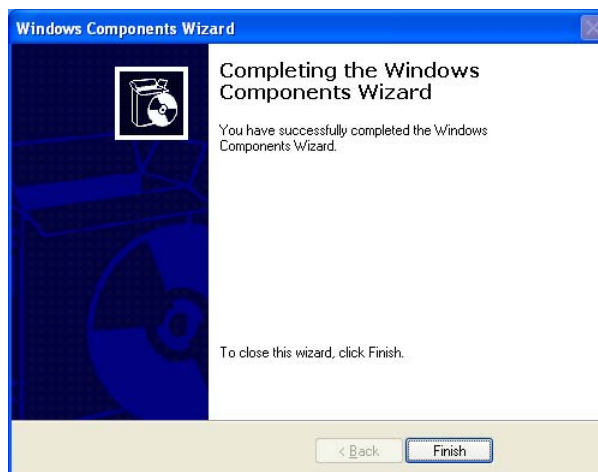 Windows Components Wizard
Completing the Windows
Components Wizard
You have successfully completed the Windows
Components Wizard.
To close this wizard, click Finish.
< Back
Finish